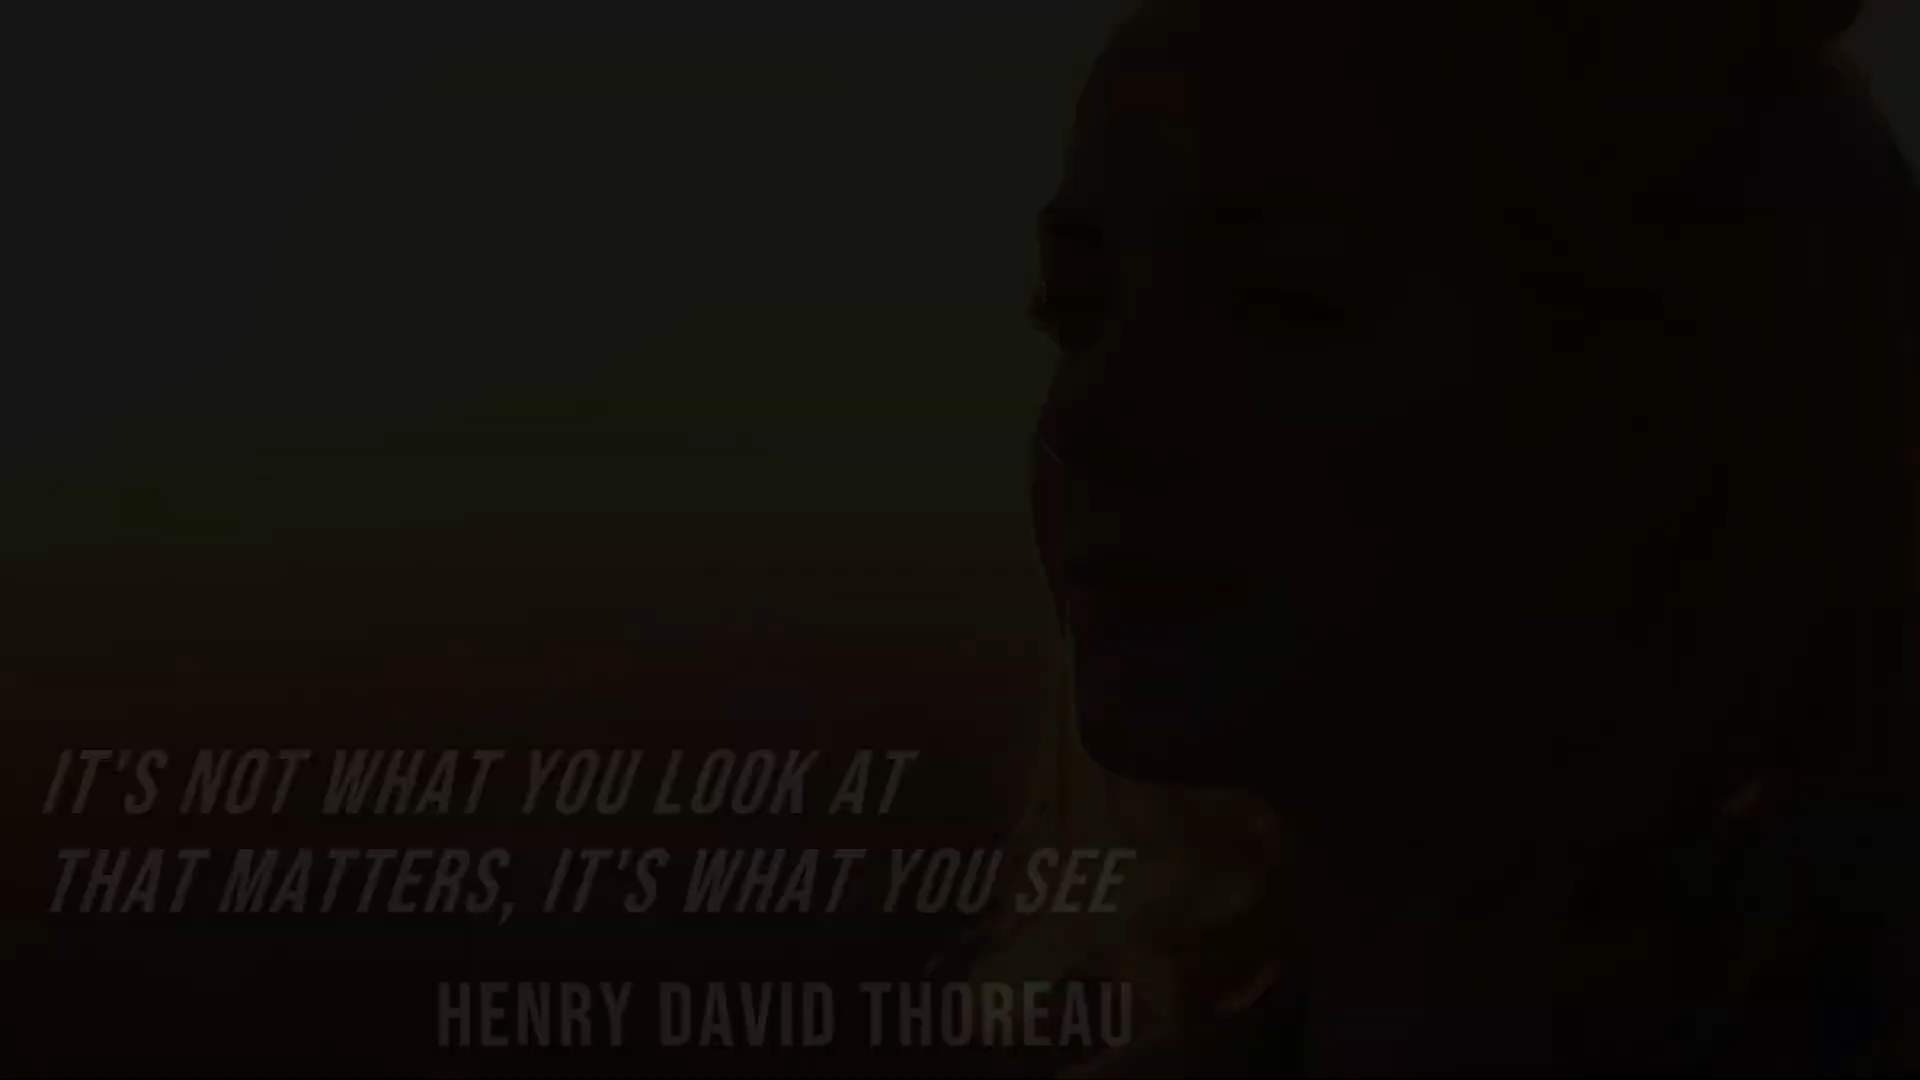 IT'S NOT WHAT YOU LOOK AT
THAT MATTERS, IT'S WHAT YOU SEE
HENRY DAVID THOREAU